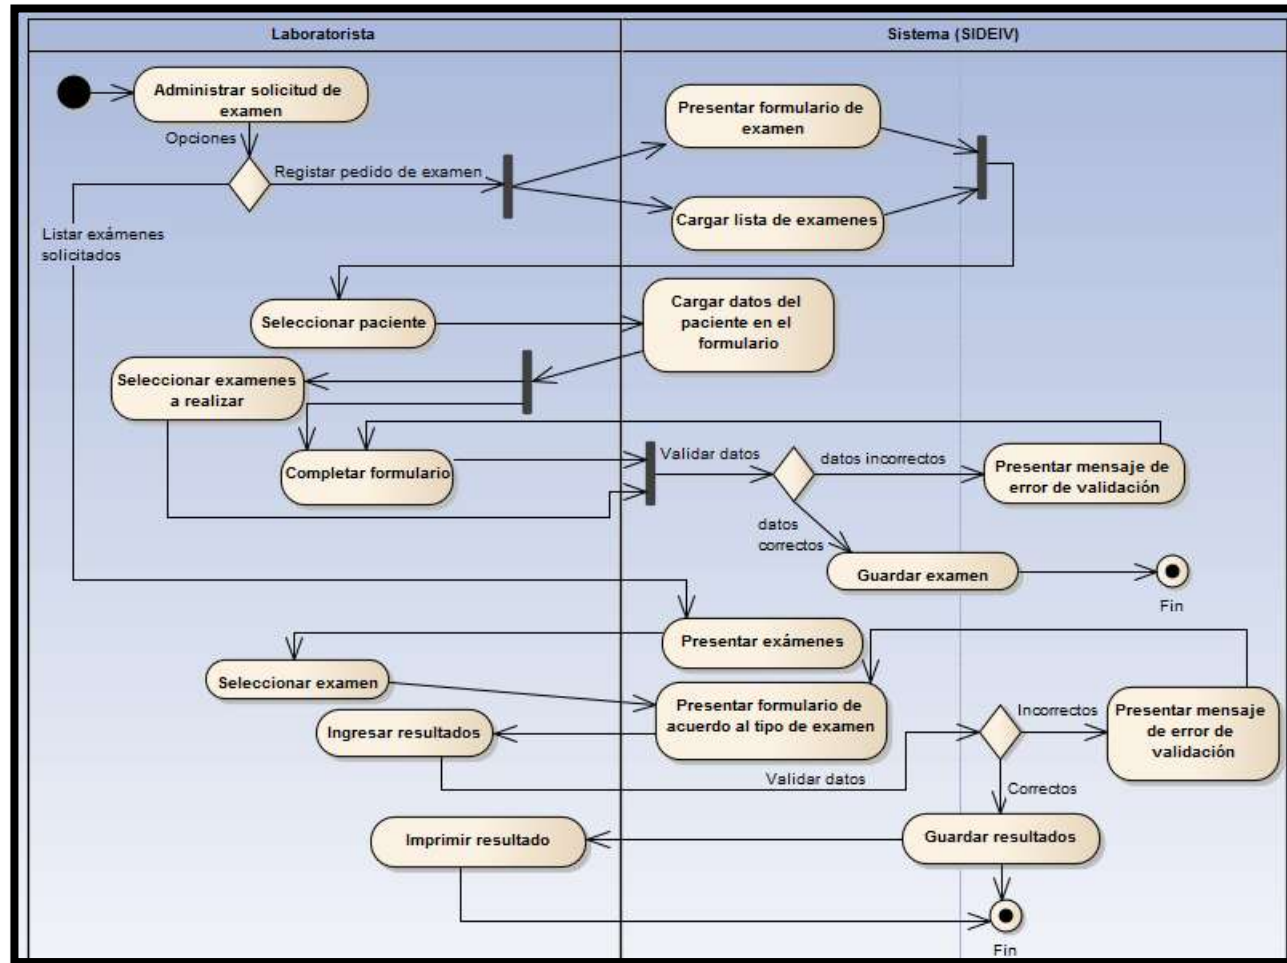 Laboratorista
Sistema (SIDEIV)
Administrar solicitud de
examen
Opciones
Registar pedido de examen
Listar exámenes
solicitados
Presentar formulario de
examen
Cargar lista de examenes
Seleccionar paciente
Cargar datos del
paciente en el
formulario
Seleccionar examenes
a realizar
Completar formulario
Validar datos
datos incorrectos
Presentar mensaje de
error de validación
datos
correctos
Guardar examen
Fin
Presentar exámenes
Seleccionar examen
Presentar formulario de
acuerdo al tipo de examen
Ingresar resultados
Validar datos
Incorrectos
Presentar mensaje
de error de
validación
Correctos
Guardar resultados
Imprimir resultado
Fin